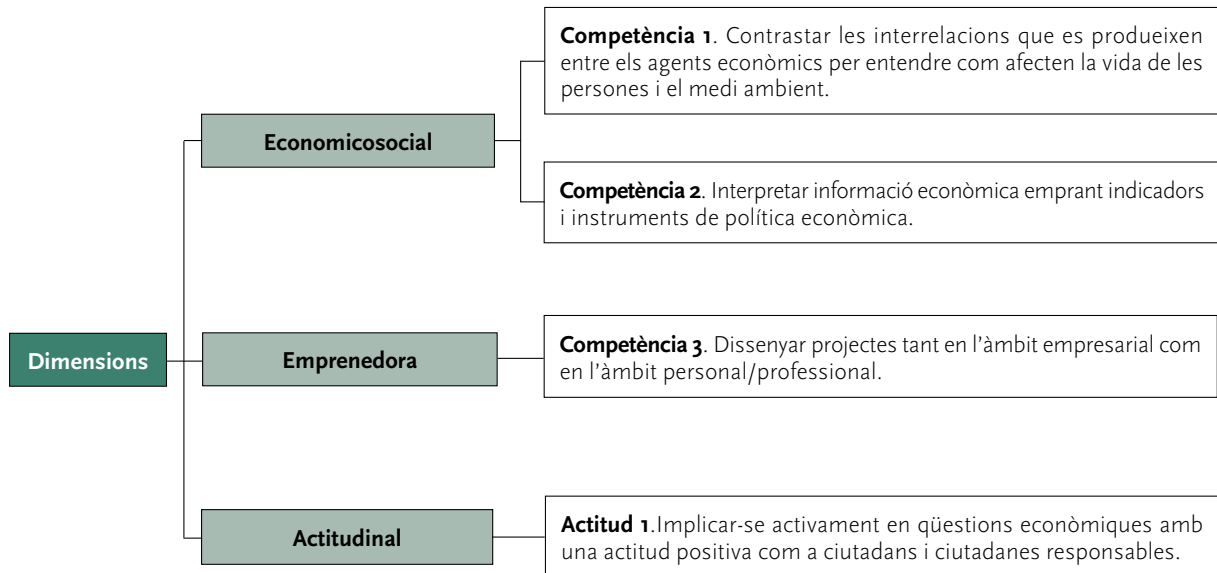 Competència 1. Contrastar les interrelacions que es produeixen
entre els agents econòmics per entendre com afecten la vida de les
persones i el medi ambient.
Economicosocial
Competència 2. Interpretar informació econòmica emprant indicadors
i instruments de política econòmica.
Dimensions
Emprenedora
Competència 3. Dissenyar projectes tant en l’àmbit empresarial com
en l’àmbit personal/professional.
Actitudinal
Actitud 1.Implicar-se activament en qüestions econòmiques amb
una actitud positiva com a ciutadans i ciutadanes responsables.